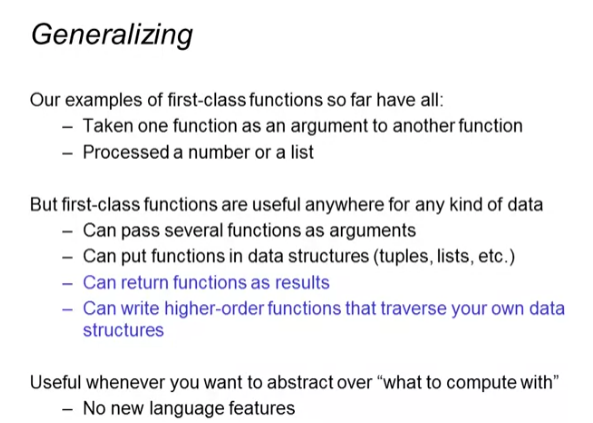 Generalizing
Our examples of first-class functions so far have all:
– Taken one function as an argument to another function
– Processed a number or a list
But first-class functions are useful anywhere for any kind of data
– Can pass several functions as arguments
– Can put functions in data structures (tuples, lists, etc.)
– Can return functions as results
– Can write higher-order functions that traverse your own data
structures
Useful whenever you want to abstract over “what to compute with”
– No new language features